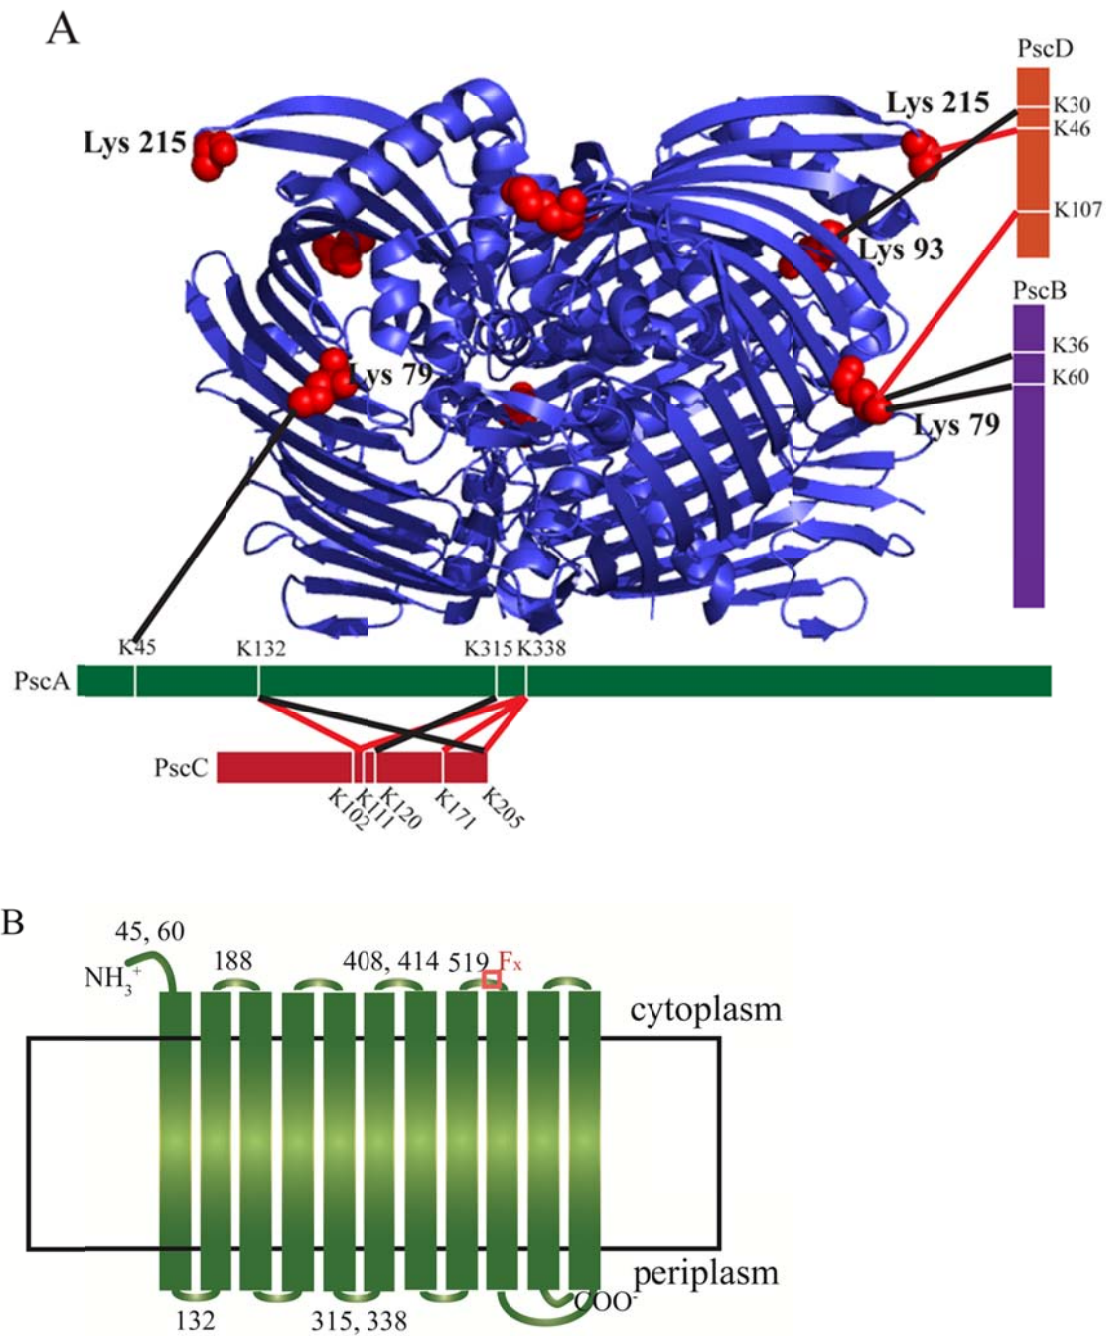 A
PscD
Lys 215
K30
K46
Lys 215
K107
Lys 93
PscB
K36
Lys 79
K60
Lys 79
K45
K132
K315
K338
PscA
PscC
K102
K111
K120
K171
K205
B
45, 60
188
408, 414
519
Fx
NH3+
cytoplasm
periplasm
COO-
132
315, 338